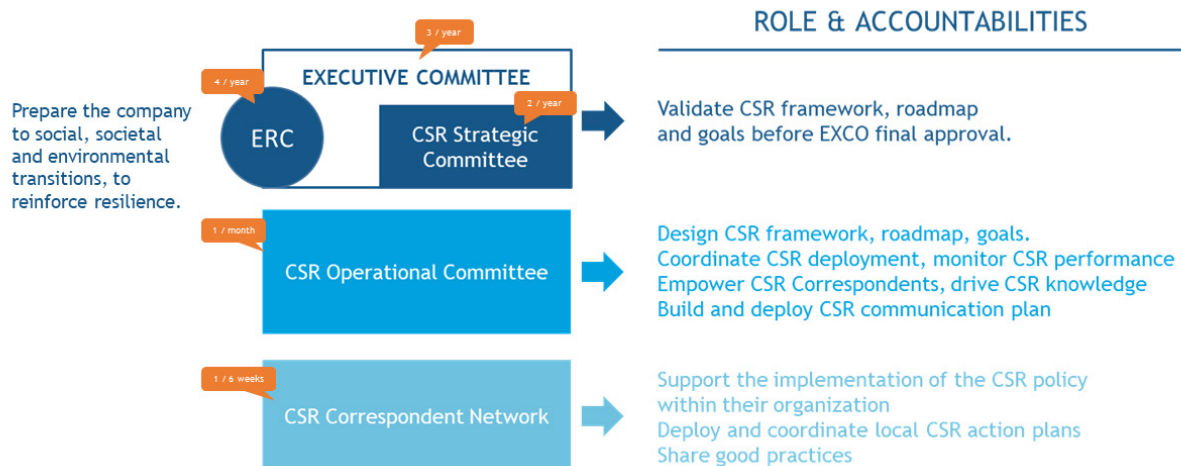 ROLE & ACCOUNTABILITIES
3 / year
EXECUTIVE COMMITTEE
4 / year
ERC
2 / year
CSR Strategic
Committee
Prepare the company
to social, societal
and environmental
transitions, to
reinforce resilience.
Validate CSR framework, roadmap
and goals before EXCO final approval.
1 / month
CSR Operational Committee
Design CSR framework, roadmap, goals.
Coordinate CSR deployment, monitor CSR performance
Empower CSR Correspondents, drive CSR knowledge
Build and deploy CSR communication plan
1 / 6 weeks
CSR Correspondent Network
Support the implementation of the CSR policy
within their organization
Deploy and coordinate local CSR action plans
Share good practices